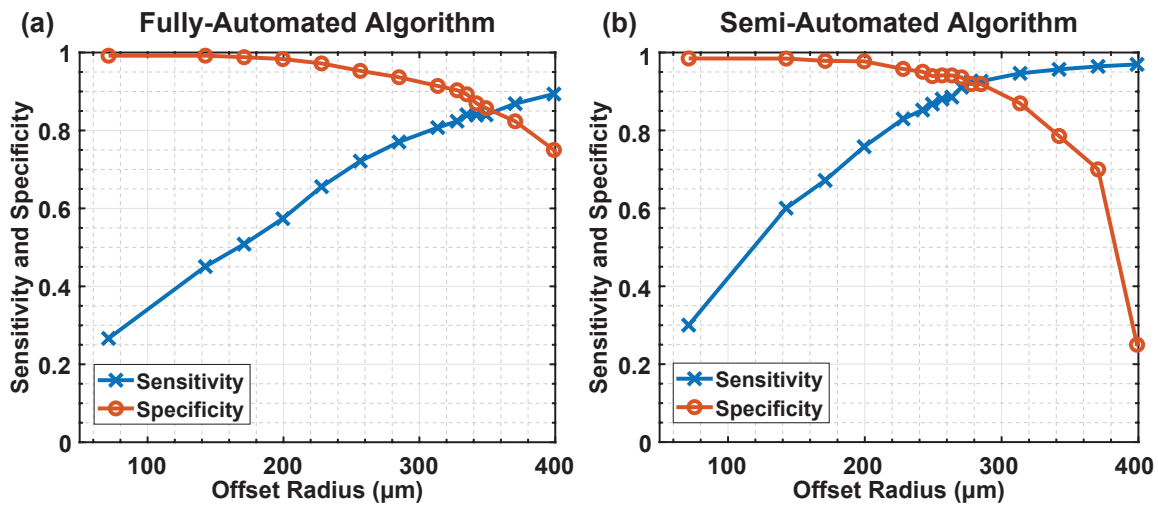 (a) Fully-Automated Algorithm
Sensitivity and Specificity
1
0.8
0.6
0.4
0.2
0
Sensitivity
Specificity
100 200 300 400
Offset Radius (μm)
(b) Semi-Automated Algorithm
Sensitivity and Specificity
1
0.8
0.6
0.4
0.2
0
Sensitivity
Specificity
100 200 300 400
Offset Radius (μm)